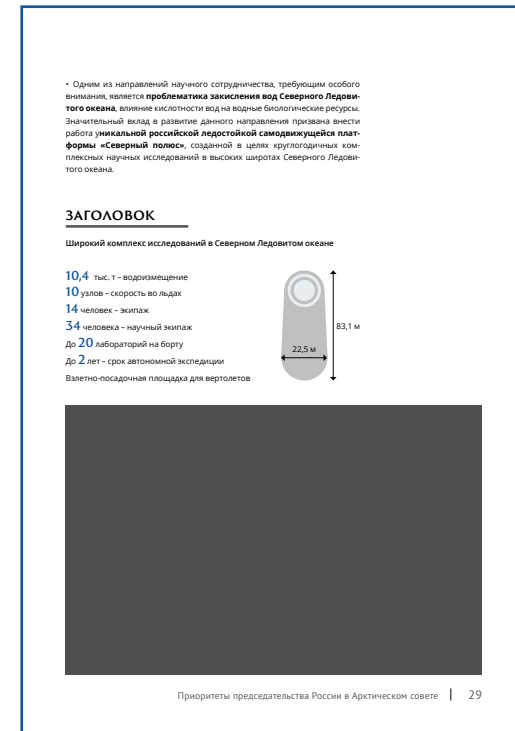 • Одним из направлений научного сотрудничества, требующим особого
внимания, является проблематика закисления вод Северного Ледови-
того океана, влияние кислотности вод на водные биологические ресурсы.
Значительный вклад в развитие данного направления призвана внести
работа уникальной российской ледостойкой самодвижущейся плат-
формы «Северный полюс», созданной в целях круглогодичных ком-
плексных научных исследований в высоких широтах Северного Ледови-
того океана.
ЗАГОЛОВОК
Широкий комплекс исследований в Северном Ледовитом океане
10,4 тыс. т – водоизмещение
10 узлов – скорость во льдах
14 человек – экипаж
34 человека – научный экипаж
До 20 лабораторий на борту
До 2 лет – срок автономной экспедиции
Взлетно-посадочная площадка для вертолетов
83,1 м
22,5 м
Приоритеты председательства России в Арктическом совете | 29